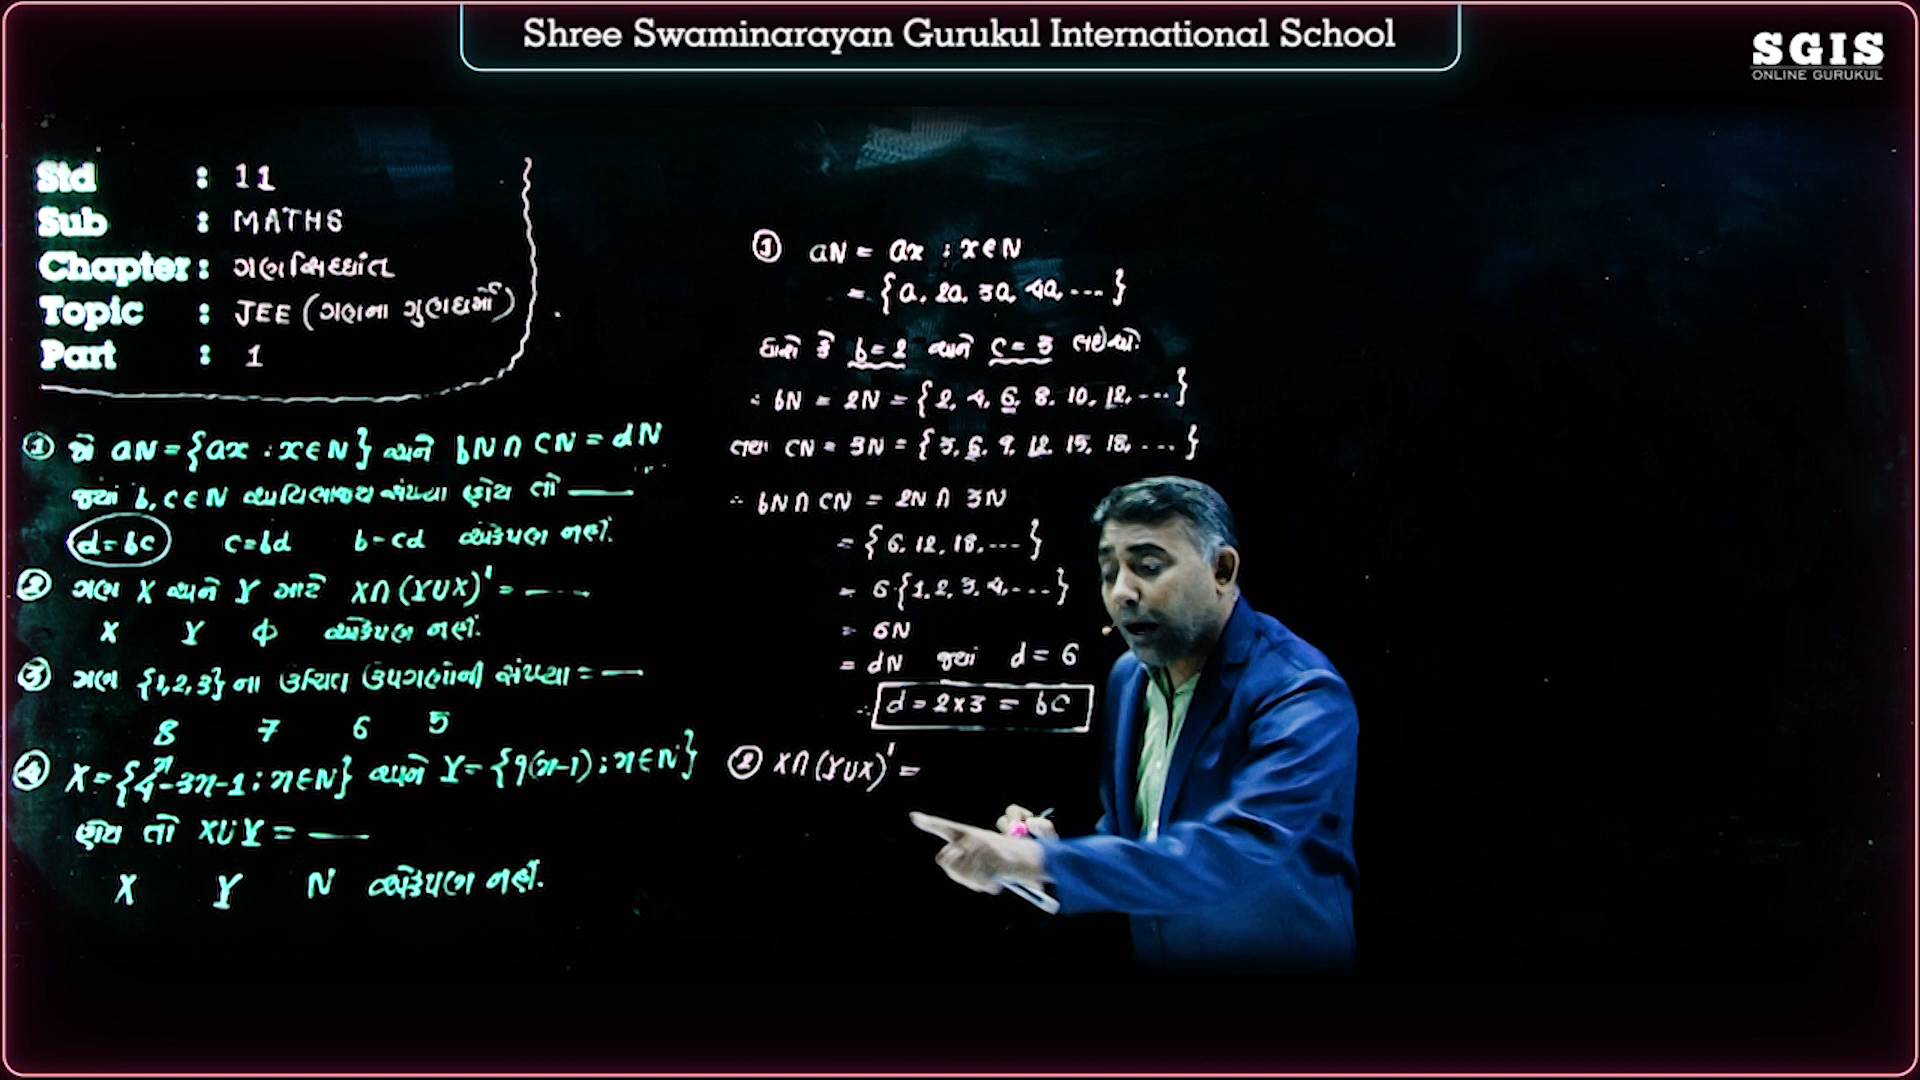 Shree Swaminarayan Gurukul International School
SGIS
ONLINE GURUKUL
Std : 11
Sub : MATHS
Chapter : ગણસિધ્ધાંત
Topic : JEE (ગણના ગુણધર્મો)
Part : 1
① જો aN = {ax : x∈N} અને bN ∩ CN = dN
જ્યાં b, c∈N અવિભાજ્ય સંખ્યા હોય તો ——
d=bc c=bd b=cd એકેપણ નહીં.
② ગણ X અને Y માટે X∩(Y∪X)' = ——
X Y ф એકેપણ નહીં.
③ ગણ {1,2,3} ના ઉચિત ઉપગણોની સંખ્યા = ——
8 7 6 5
④ X={4ⁿ-3n-1 ; n∈N} અને Y={9(n-1) ; n∈N}
હોય તો X∪Y = ——
X Y N એકેપણ નહીં.
① aN = ax ; x∈N
= {a, 2a, 3a, 4a, ....}
ધારો કે b=2 અને c=3 લઈએ.
∴ bN = 2N = {2, 4, 6, 8, 10, 12, ...}
તથા CN = 3N = {3, 6, 9, 12, 15, 18, ...}
∴ bN ∩ CN = 2N ∩ 3N
= {6, 12, 18, ....}
= 6{1, 2, 3, 4, ....}
= 6N
= dN જ્યાં d = 6
∴ d = 2×3 = bc
② X∩(Y∪X)' =